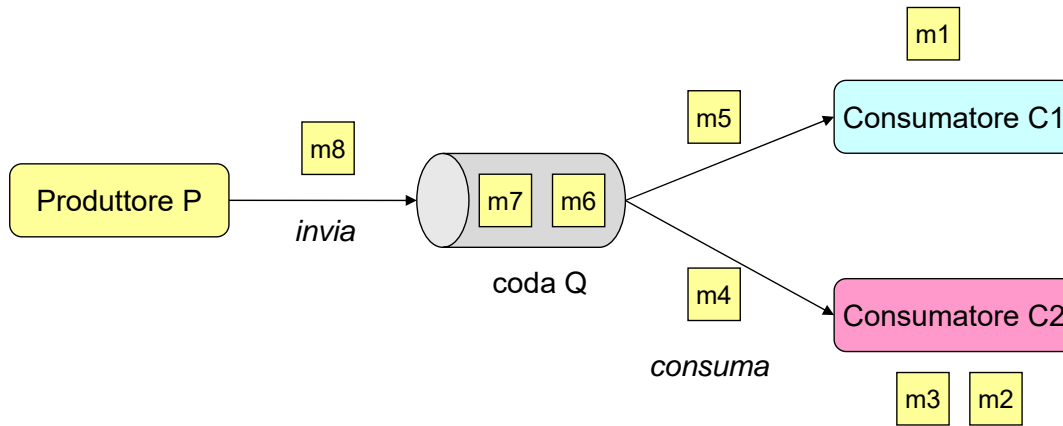 m1
Consumatore C1
m5
m8
Produttore P
invia
m7
m6
coda Q
m4
consuma
Consumatore C2
m3
m2